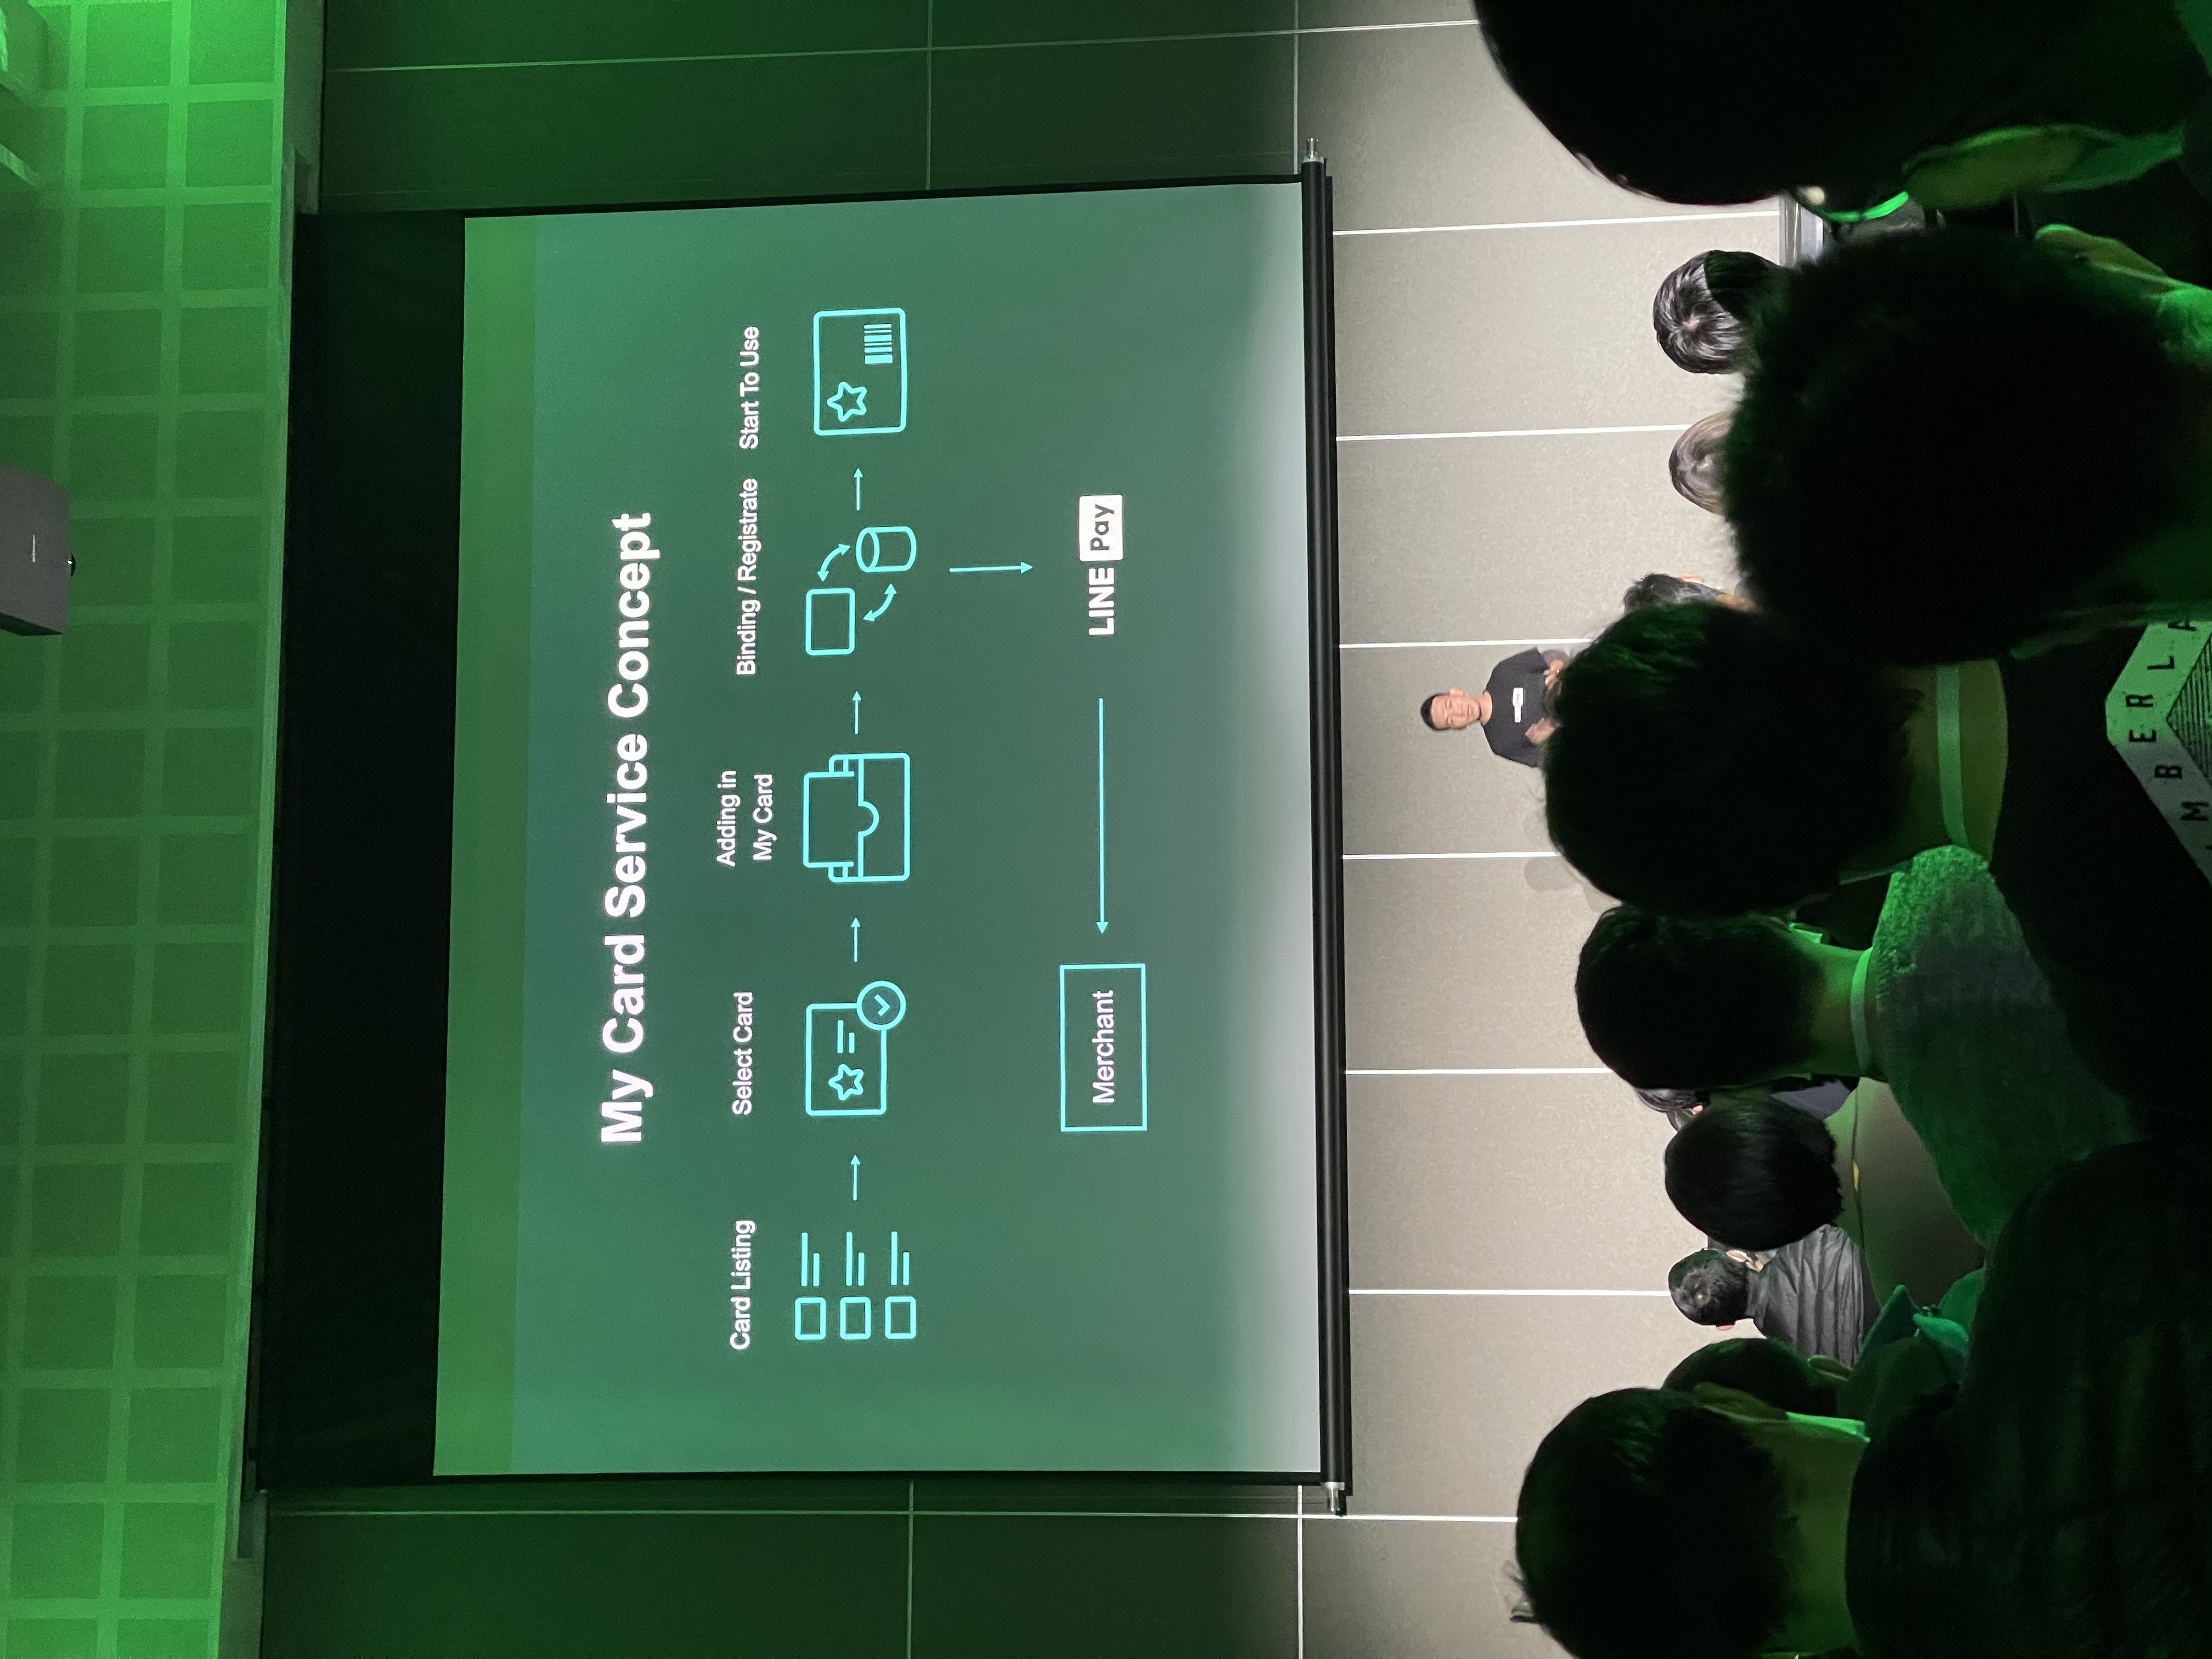 My Card Service Concept
Card Listing
Select Card
Adding in
My Card
Binding / Registrate
Start To Use
Merchant
LINE Pay